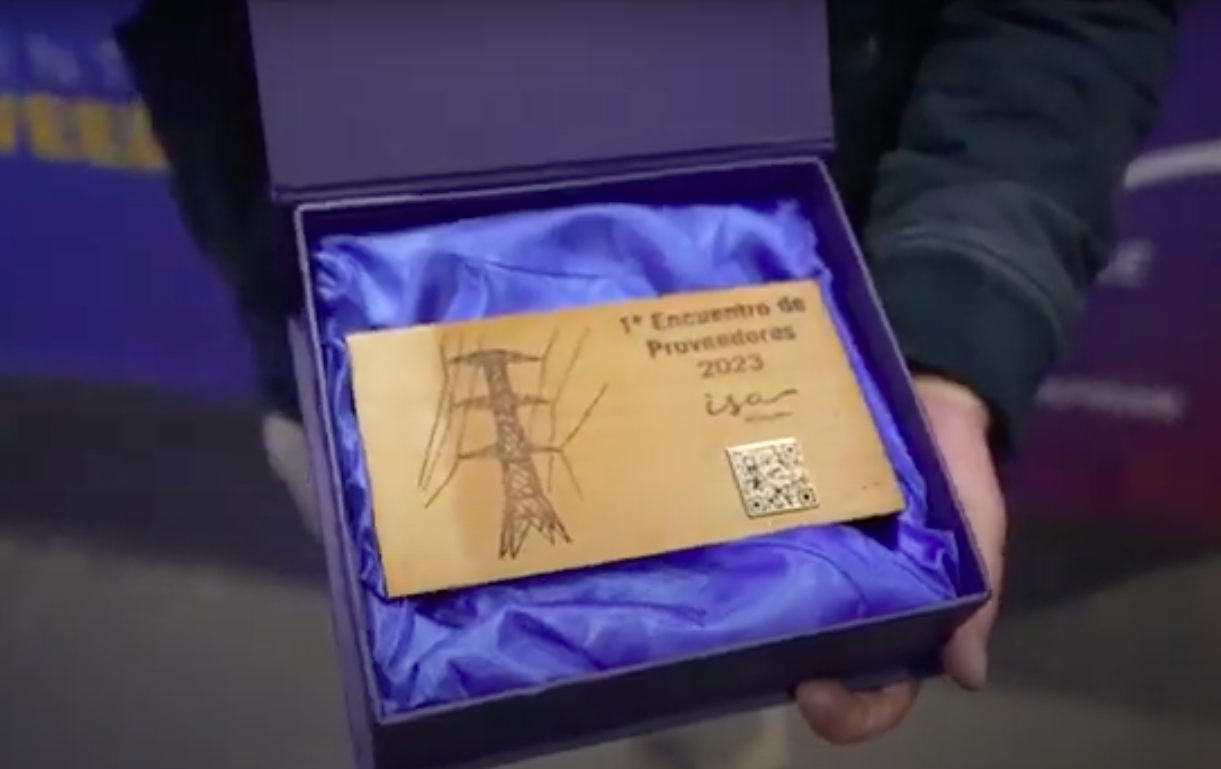 1° Encuentro de
Proveedores
2023
isa